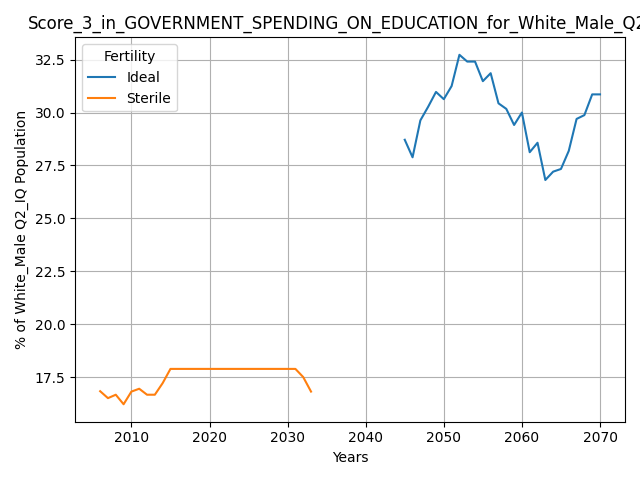 Score_3_in_GOVERNMENT_SPENDING_ON_EDUCATION_for_White_Male_Q2
Fertility
Ideal
Sterile
% of White_Male Q2_IQ Population
32.5
30.0
27.5
25.0
22.5
20.0
17.5
2010 2020 2030 2040 2050 2060 2070
Years